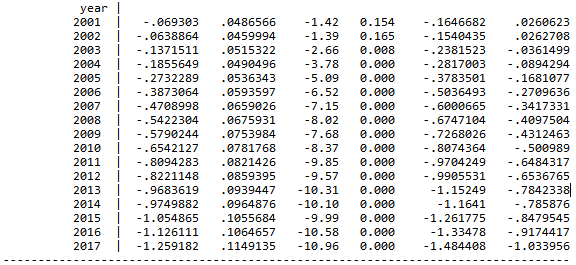 year |
2001 | -.069303 .0486566 -1.42 0.154 -.1646682 .0260623
2002 | -.0638864 .0459994 -1.39 0.165 -.1540435 .0262708
2003 | -.1371511 .0515322 -2.66 0.008 -.2381523 -.0361499
2004 | -.1855649 .0490496 -3.78 0.000 -.2817003 -.0894294
2005 | -.2732289 .0536343 -5.09 0.000 -.3783501 -.1681077
2006 | -.3873064 .0593597 -6.52 0.000 -.5036493 -.2709636
2007 | -.4708998 .0659026 -7.15 0.000 -.6000665 -.3417331
2008 | -.5422304 .0675931 -8.02 0.000 -.6747104 -.4097504
2009 | -.5790244 .0753984 -7.68 0.000 -.7268026 -.4312463
2010 | -.6542127 .0781768 -8.37 0.000 -.8074364 -.500989
2011 | -.8094283 .0821426 -9.85 0.000 -.9704249 -.6484317
2012 | -.8221148 .0859395 -9.57 0.000 -.9905531 -.6536765
2013 | -.9683619 .0939447 -10.31 0.000 -1.15249 -.7842338
2014 | -.9749882 .0964876 -10.10 0.000 -1.1641 -.785876
2015 | -1.054865 .1055684 -9.99 0.000 -1.261775 -.8479545
2016 | -1.126111 .1064657 -10.58 0.000 -1.33478 -.9174417
2017 | -1.259182 .1149135 -10.96 0.000 -1.484408 -1.033956